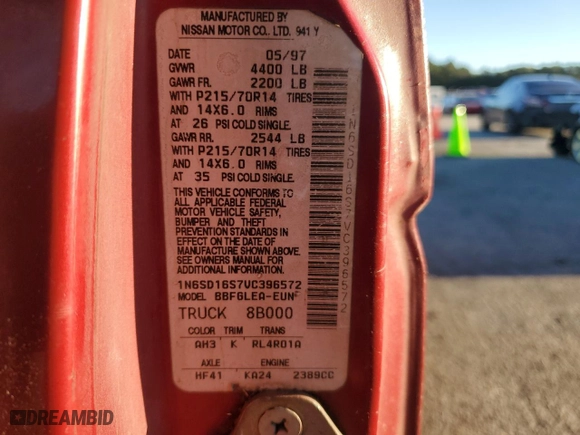 MANUFACTURED BY
NISSAN MOTOR CO., LTD. 941 Y
DATE 05/97
GVWR 4400 LB
GAWR FR. 2200 LB
WITH P215/70R14 TIRES
AND 14X6.0 RIMS
AT 26 PSI COLD SINGLE.
GAWR RR. 2544 LB
WITH P215/70R14 TIRES
AND 14X6.0 RIMS
AT 35 PSI COLD SINGLE.
THIS VEHICLE CONFORMS TO
ALL APPLICABLE FEDERAL
MOTOR VEHICLE SAFETY,
BUMPER AND THEFT
PREVENTION STANDARDS IN
EFFECT ON THE DATE OF
MANUFACTURE SHOWN ABOVE.
SEE OWNERS MANUAL FOR
ADDITIONAL INFORMATION.
1N6SD16S7VC396572
MODEL BBFGLEA-EUNF
TRUCK 8B000
COLOR TRIM TRANS
AH3 K RL4R01A
AXLE ENGINE
HF41 KA24 2389CC
1N6SD16S7VC396572
DREAMBID